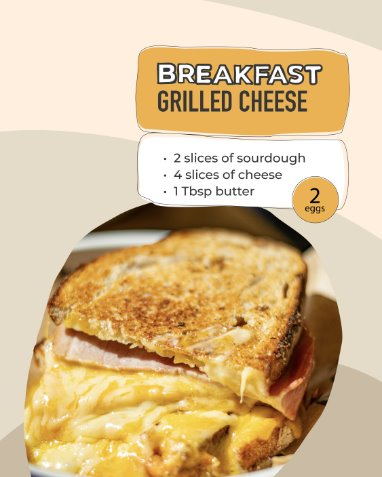 BREAKFAST
GRILLED CHEESE
• 2 slices of sourdough
• 4 slices of cheese
• 1 Tbsp butter
2
eggs